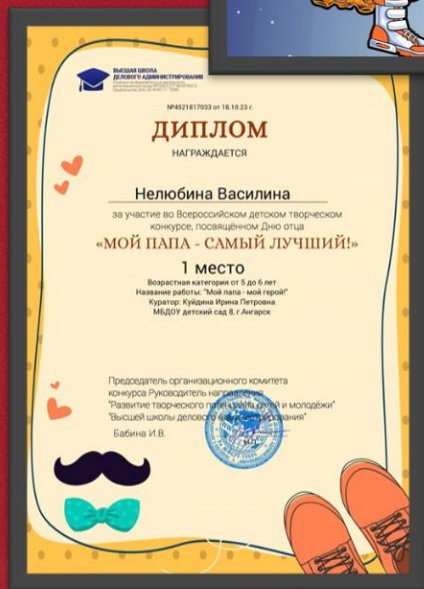 ВЫСШАЯ ШКОЛА
ДЕЛОВОГО АДМИНИСТРИРОВАНИЯ
№4521817033 от 18.10.23 г.
ДИПЛОМ
НАГРАЖДАЕТСЯ
Нелюбина Василина
за участие во Всероссийском детском творческом
конкурсе, посвящённом Дню отца
«МОЙ ПАПА - САМЫЙ ЛУЧШИЙ!»
1 место
Возрастная категория от 5 до 6 лет
Название работы: "Мой папа - мой герой!"
Куратор: Куйдина Ирина Петровна
МБДОУ детский сад 8, г.Ангарск
Председатель организационного комитета
конкурса Руководитель направления
"Развитие творческого потенциала детей и молодёжи"
"Высшей школы делового администрирования"
Бабина И.В.